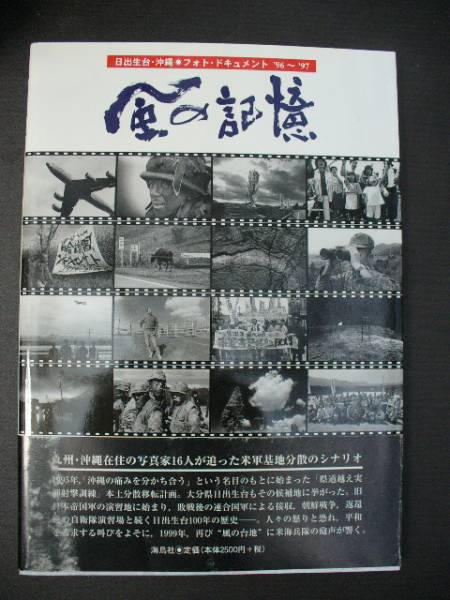 日出生台・沖縄●フォト・ドキュメント '96〜'97
風の記憶
九州・沖縄在住の写真家16人が追った米軍基地分散のシナリオ
1995年,「沖縄の痛みを分かち合う」という名目のもとに始まった「県道越え実
弾射撃訓練」本土分散移転計画。大分県日出生台もその候補地に挙がった。旧
日本帝国軍の演習地に始まり, 敗戦後の連合国軍による接収, 朝鮮戦争, 返還
の自衛隊演習場と続く日出生台100年の歴史――。人々の怒りと恐れ, 平和
を希求する叫びをよそに, 1999年, 再び“風の台地”に米海兵隊の砲声が響く。
海鳥社●定価(本体2500円+税)